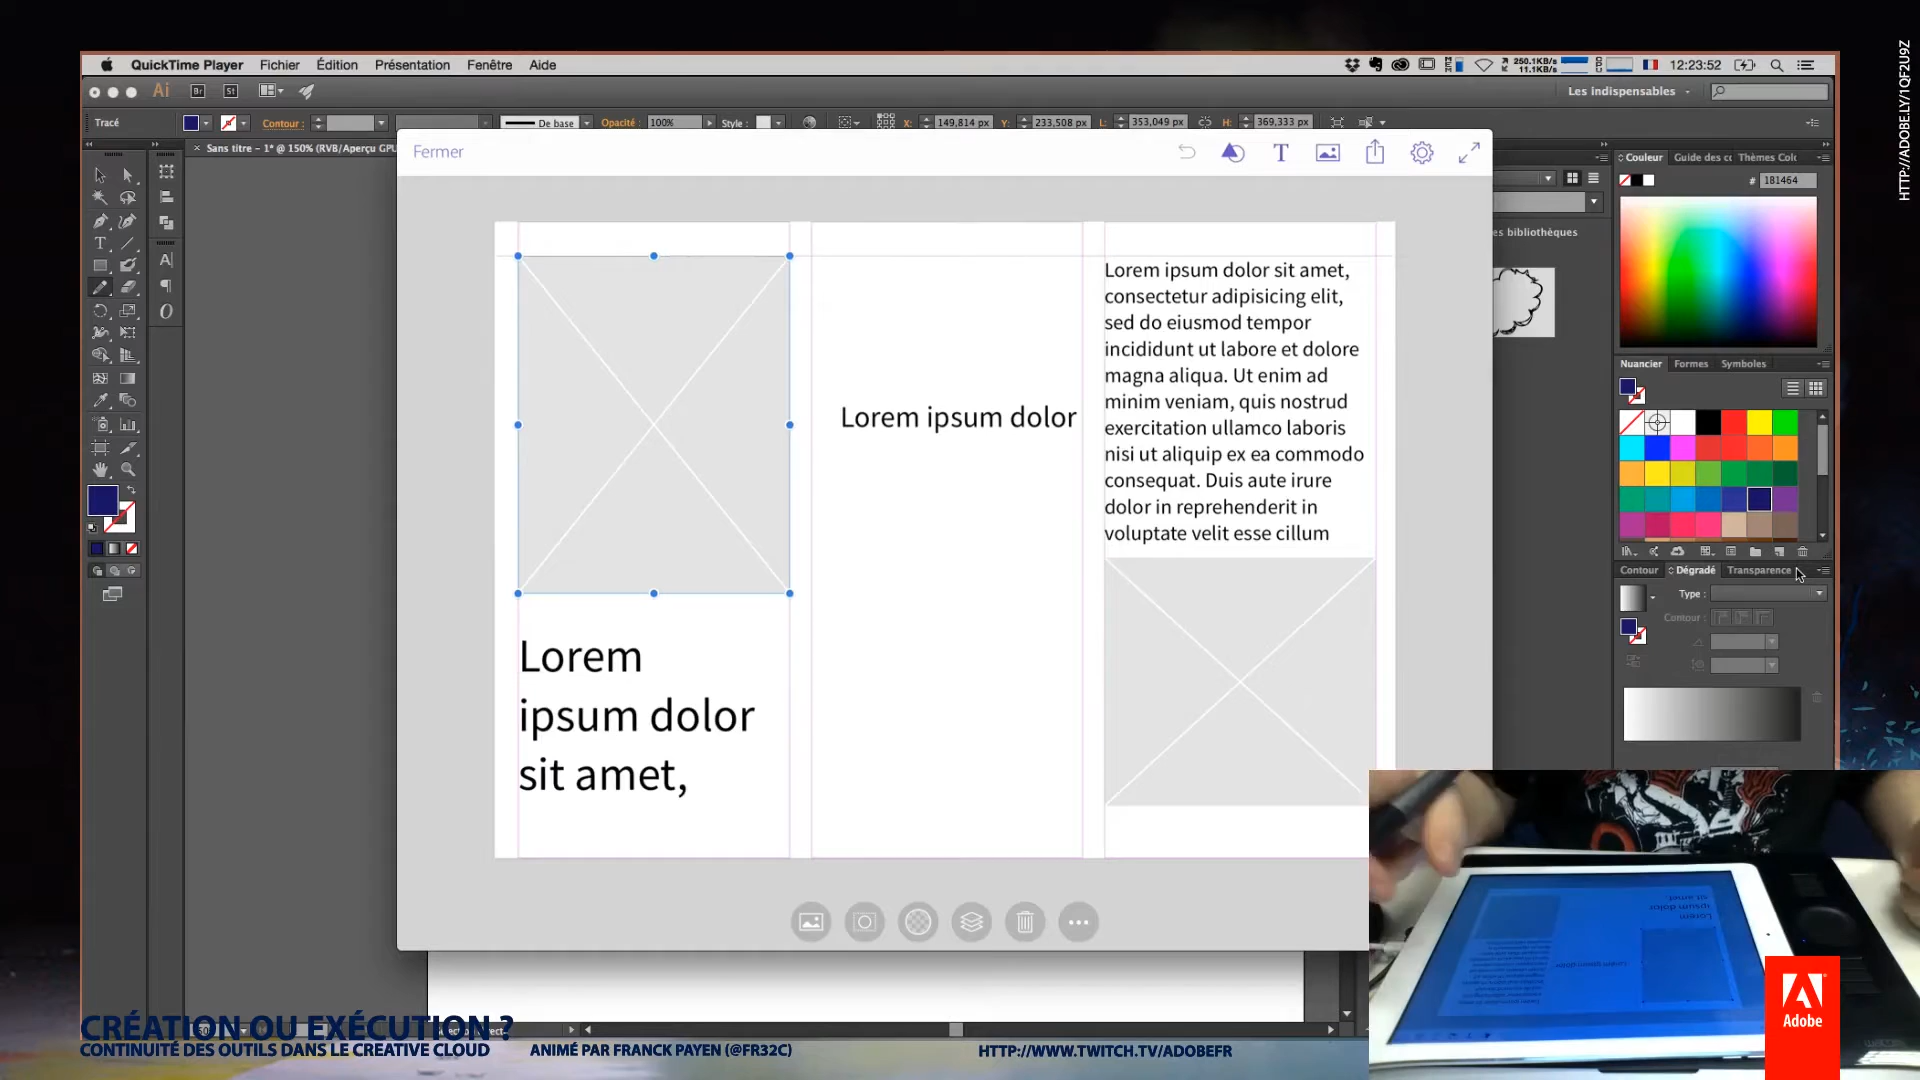 HTTP://ADOBE.LY/1QF2U9Z
QuickTime Player Fichier Édition Présentation Fenêtre Aide
250.1KB/s
11.1KB/s
12:23:52
Ai Br St Les indispensables
Tracé Contour : De base Opacité : 100% Style : X: 149,814 px Y: 233,508 px L: 353,049 px H: 369,333 px
× Sans titre - 1* @ 150% (RVB/Aperçu GPU
Fermer
T
Couleur Guide des cc Thèmes Col
# 181464
es bibliothèques
Lorem ipsum dolor sit amet,
consectetur adipisicing elit,
sed do eiusmod tempor
incididunt ut labore et dolore
magna aliqua. Ut enim ad
minim veniam, quis nostrud
exercitation ullamco laboris
nisi ut aliquip ex ea commodo
consequat. Duis aute irure
dolor in reprehenderit in
voluptate velit esse cillum
Lorem ipsum dolor
Lorem
ipsum dolor
sit amet,
Nuancier Formes Symboles
Contour Dégradé Transparence
Type :
Contour :
CRÉATION OU EXÉCUTION ?
CONTINUITÉ DES OUTILS DANS LE CREATIVE CLOUD
ANIMÉ PAR FRANCK PAYEN (@FR32C)
HTTP://WWW.TWITCH.TV/ADOBEFR
Adobe